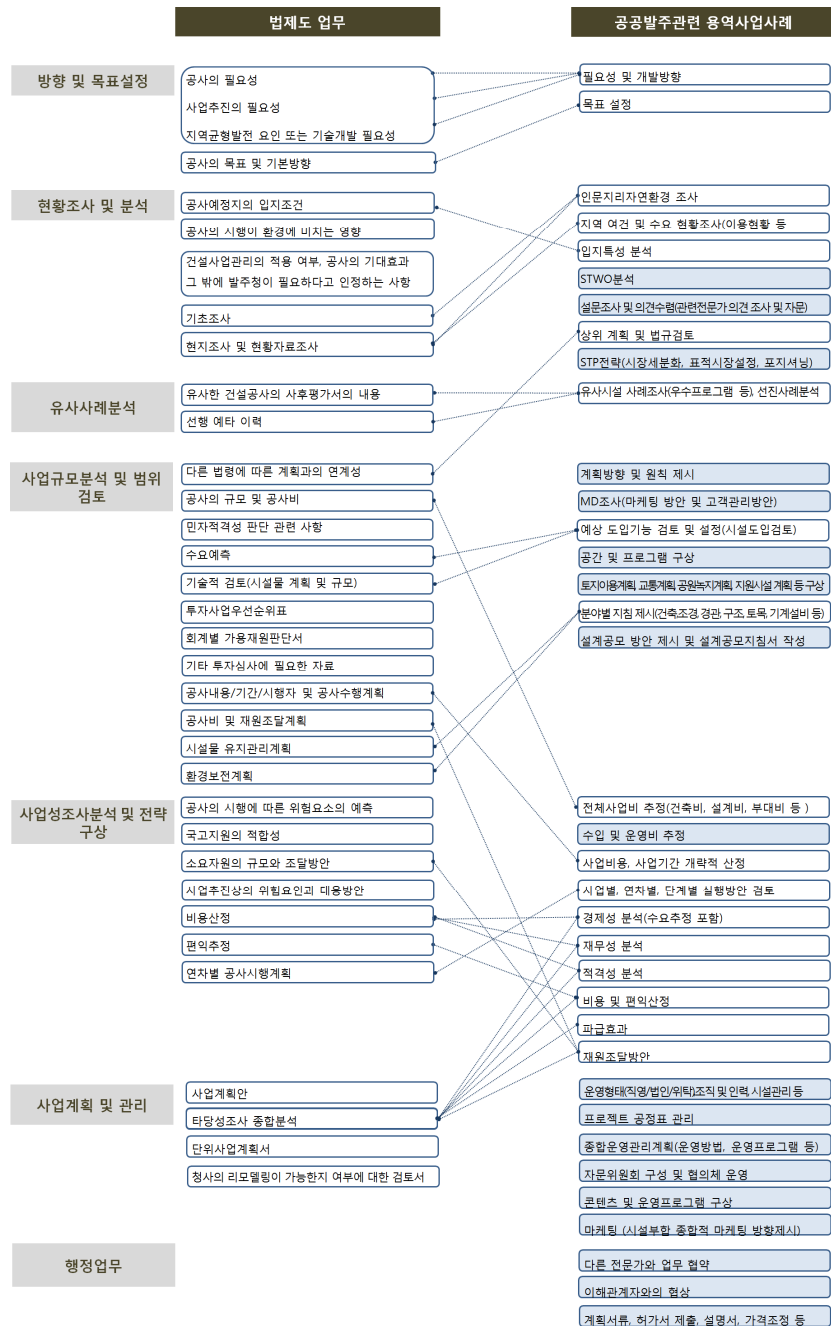 법제도 업무
공공발주관련 용역사업사례
방향 및 목표설정
공사의 필요성
사업추진의 필요성
지역균형발전 요인 또는 기술개발 필요성
공사의 목표 및 기본방향
필요성 및 개발방향
목표 설정
현황조사 및 분석
공사예정지의 입지조건
공사의 시행이 환경에 미치는 영향
건설사업관리의 적용 여부, 공사의 기대효과
그 밖에 발주청이 필요하다고 인정하는 사항
기초조사
현지조사 및 현황자료조사
인문지리자연환경 조사
지역 여건 및 수요 현황조사(이용현황 등
입지특성 분석
STWO분석
설문조사 및 의견수렴(관련전문가 의견 조사 및 자문)
상위 계획 및 법규검토
STP전략(시장세분화, 표적시장설정, 포지셔닝)
유사사례분석
유사한 건설공사의 사후평가서의 내용
선행 예타 이력
유사시설 사례조사(우수프로그램 등), 선진사례분석
사업규모분석 및 범위
검토
다른 법령에 따른 계획과의 연계성
공사의 규모 및 공사비
민자적격성 판단 관련 사항
수요예측
기술적 검토(시설물 계획 및 규모)
투자사업우선순위표
회계별 가용재원판단서
기타 투자심사에 필요한 자료
공사내용/기간/시행자 및 공사수행계획
공사비 및 재원조달계획
시설물 유지관리계획
환경보전계획
계획방향 및 원칙 제시
MD조사(마케팅 방안 및 고객관리방안)
예상 도입기능 검토 및 설정(시설도입검토)
공간 및 프로그램 구상
토지이용계획, 교통계획, 공원녹지계획, 지원시설 계획 등 구상
분야별 지침 제시(건축,조경, 경관, 구조, 토목, 기계설비 등)
설계공모 방안 제시 및 설계공모지침서 작성
사업성조사분석 및 전략
구상
공사의 시행에 따른 위험요소의 예측
국고지원의 적합성
소요자원의 규모와 조달방안
사업추진상의 위험요인과 대응방안
비용산정
편익추정
연차별 공사시행계획
전체사업비 추정(건축비, 설계비, 부대비 등 )
수입 및 운영비 추정
사업비용, 사업기간 개략적 산정
시업별, 연차별, 단계별 실행방안 검토
경제성 분석(수요추정 포함)
재무성 분석
적격성 분석
비용 및 편익산정
파급효과
재원조달방안
사업계획 및 관리
사업계획안
타당성조사 종합분석
단위사업계획서
청사의 리모델링이 가능한지 여부에 대한 검토서
운영형태(직영/법인/위탁)조직 및 인력, 시설관리 등
프로젝트 공정표 관리
종합운영관리계획(운영방법, 운영프로그램 등)
자문위원회 구성 및 협의체 운영
콘텐츠 및 운영프로그램 구상
마케팅 (시설부합 종합적 마케팅 방향제시)
행정업무
다른 전문가와 업무 협약
이해관계자와의 협상
계획서류, 허가서 제출, 설명서, 가격조정 등